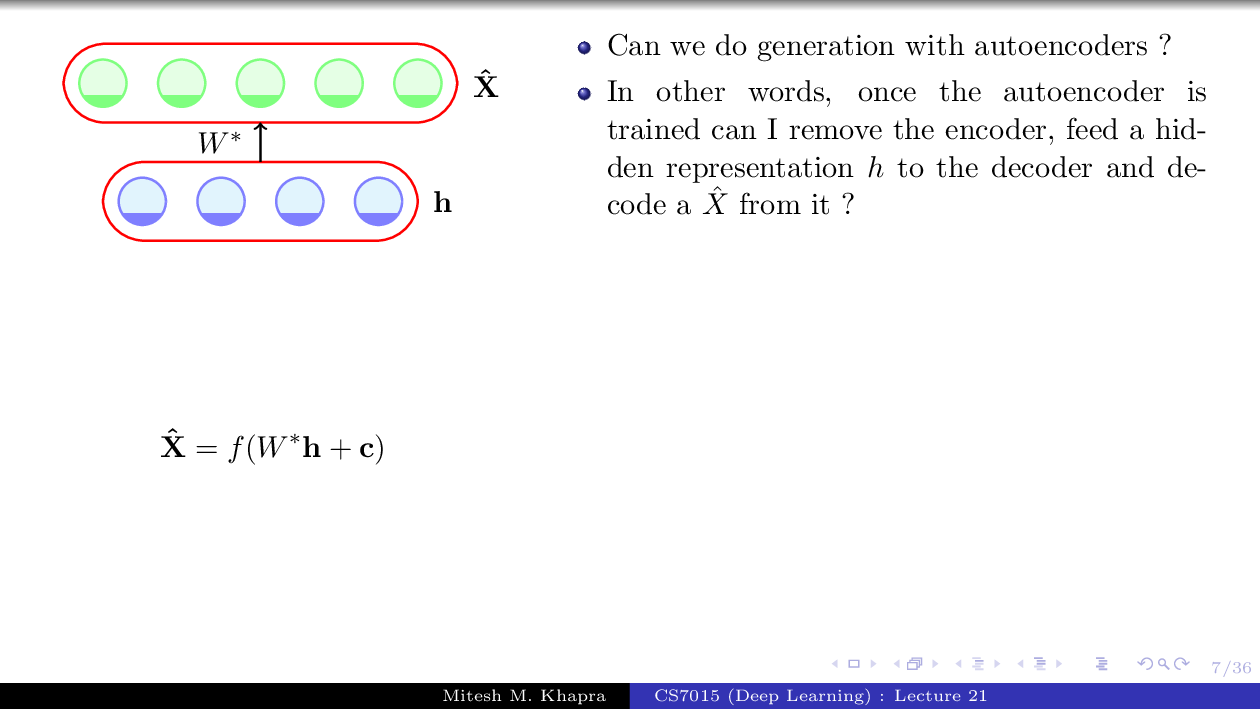 X̂
W*
h
X̂ = f(W*h + c)
Can we do generation with autoencoders ?
In other words, once the autoencoder is
trained can I remove the encoder, feed a hid-
den representation h to the decoder and de-
code a X̂ from it ?
7/36
Mitesh M. Khapra
CS7015 (Deep Learning) : Lecture 21